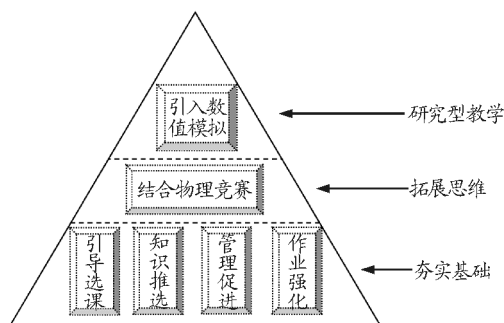 引入数
值模拟
研究型教学
结合物理竞赛
拓展思维
引导选课
知识推选
管理促进
作业强化
夯实基础